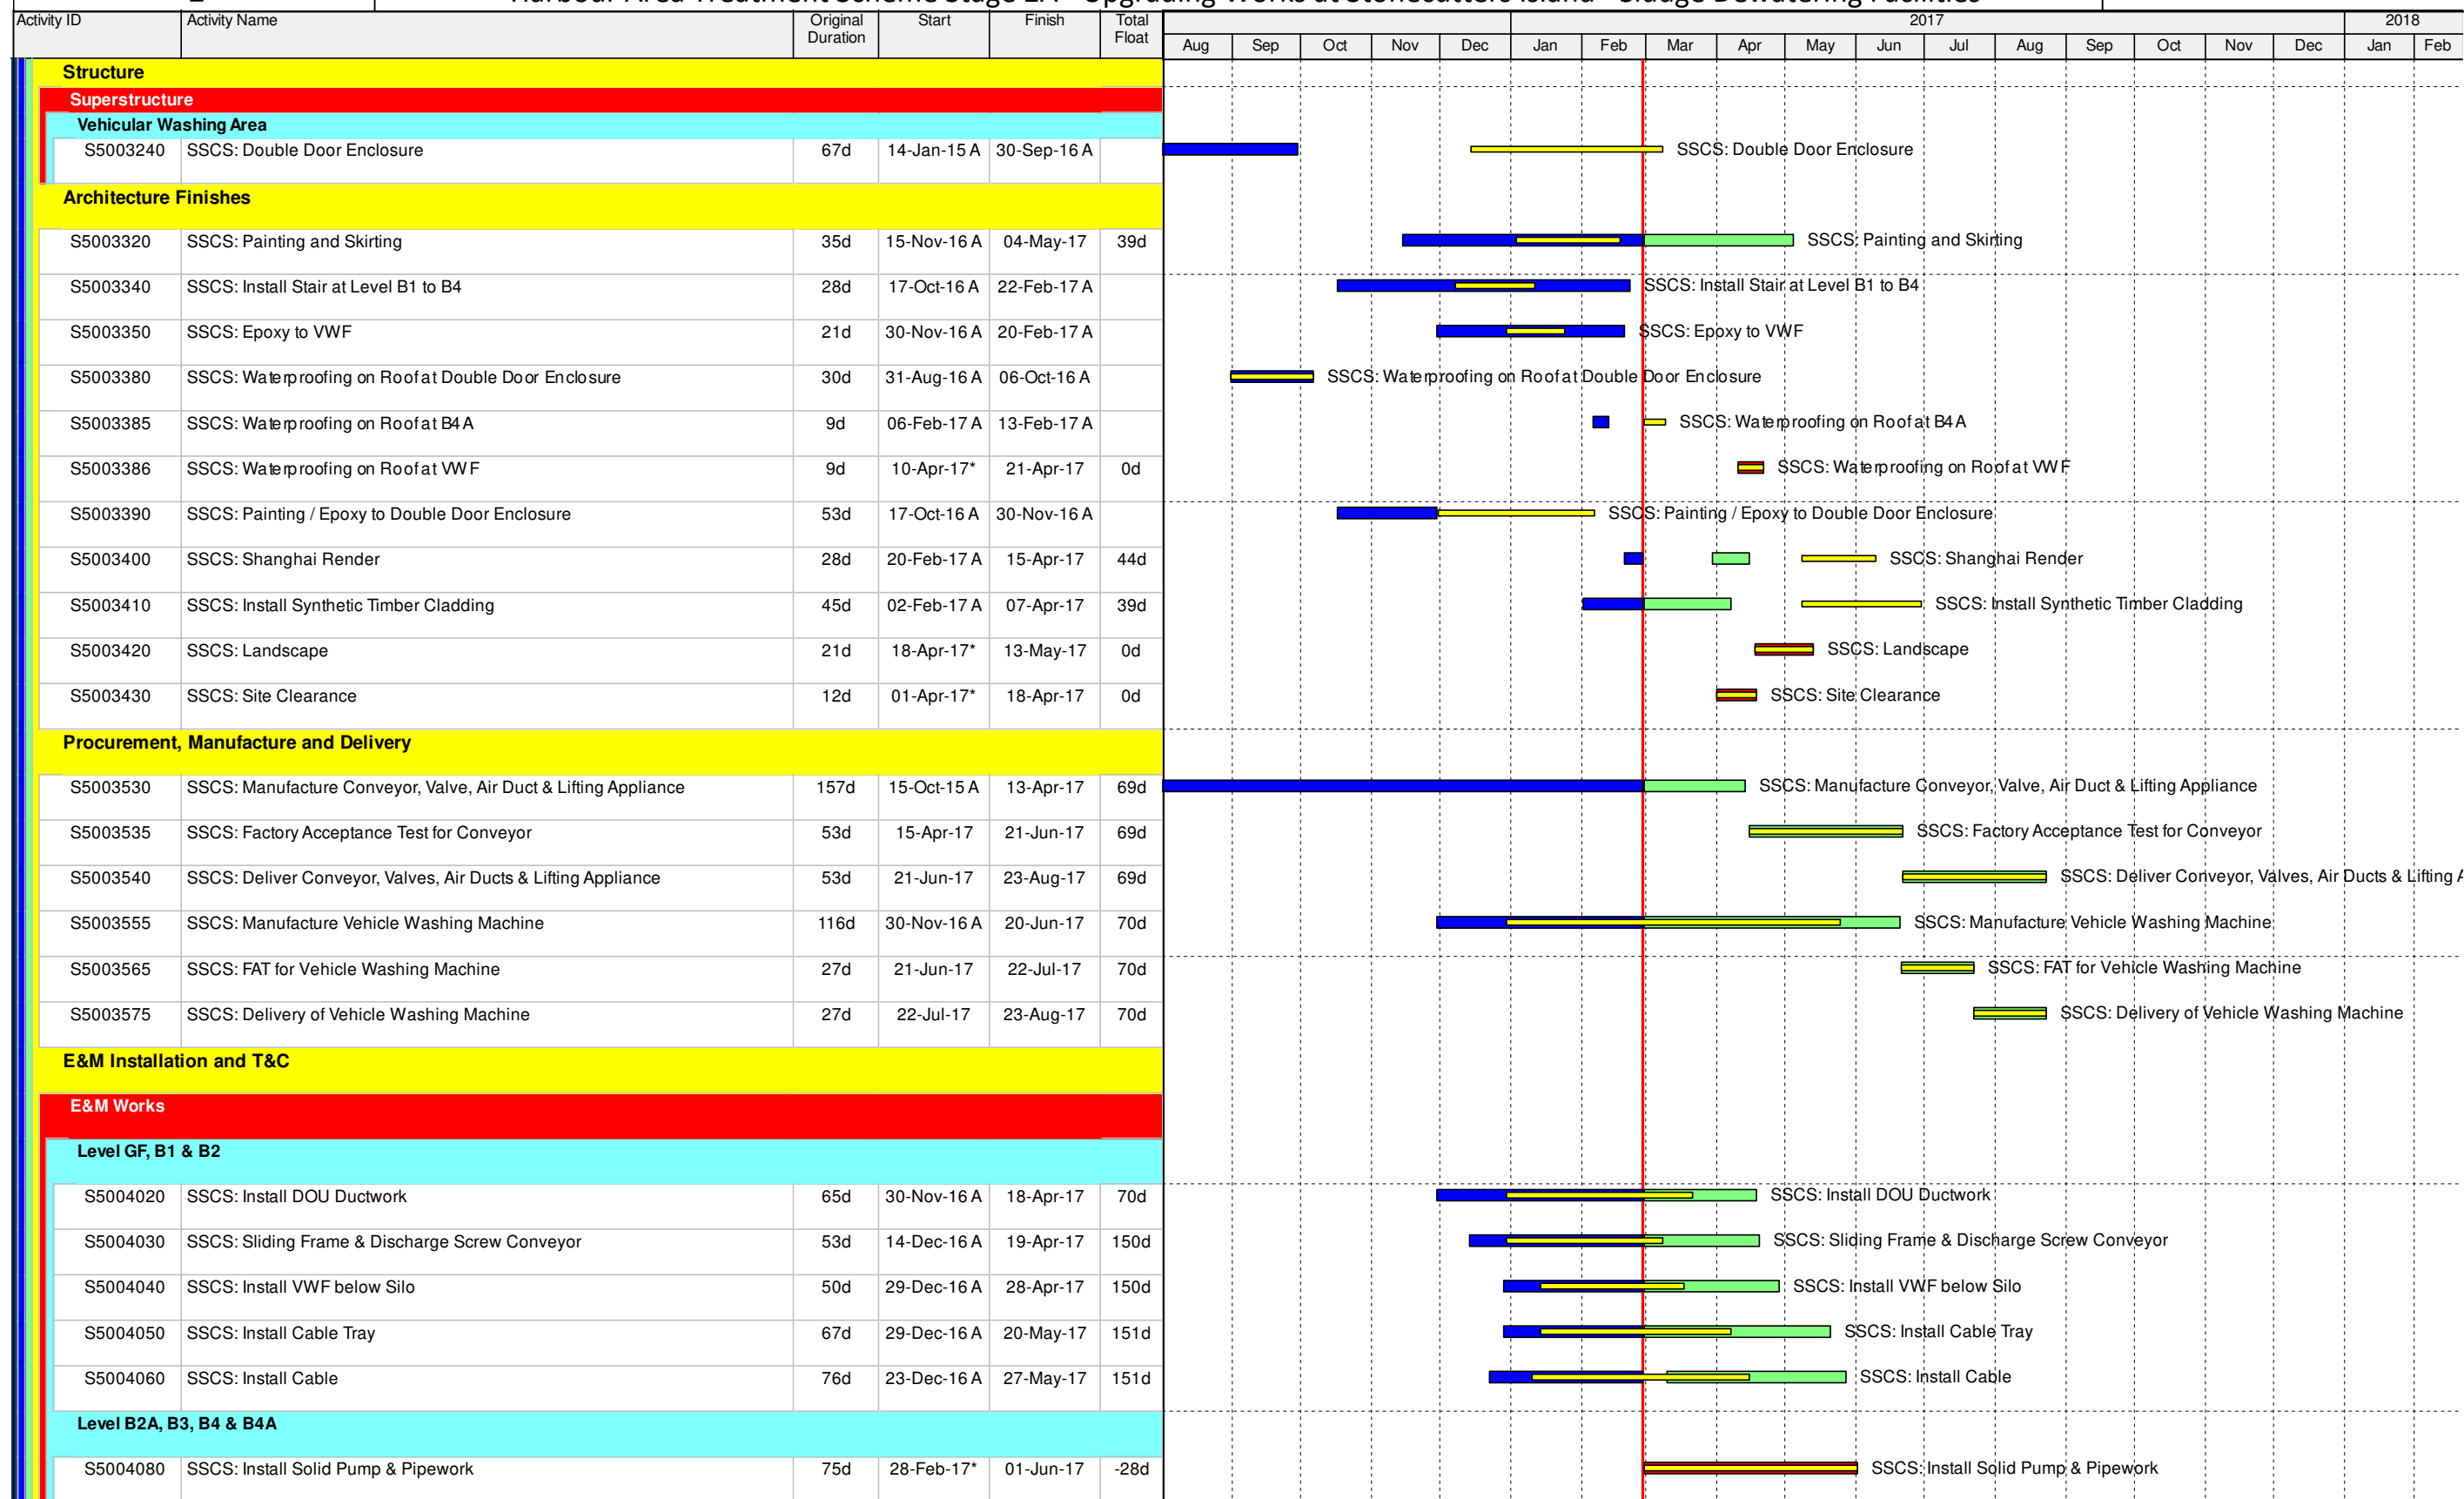 Harbour Area Treatment Scheme Stage 2A - Upgrading Works at Stonecutters Island - Sludge Dewatering Facilities
Activity ID Activity Name Original Duration Start Finish Total Float 2017 2018
Aug Sep Oct Nov Dec Jan Feb Mar Apr May Jun Jul Aug Sep Oct Nov Dec Jan Feb
Structure
Superstructure
Vehicular Washing Area
S5003240 SSCS: Double Door Enclosure 67d 14-Jan-15 A 30-Sep-16 A SSCS: Double Door Enclosure
Architecture Finishes
S5003320 SSCS: Painting and Skirting 35d 15-Nov-16 A 04-May-17 39d SSCS: Painting and Skirting
S5003340 SSCS: Install Stair at Level B1 to B4 28d 17-Oct-16 A 22-Feb-17 A SSCS: Install Stair at Level B1 to B4
S5003350 SSCS: Epoxy to VWF 21d 30-Nov-16 A 20-Feb-17 A SSCS: Epoxy to VWF
S5003380 SSCS: Waterproofing on Roof at Double Door Enclosure 30d 31-Aug-16 A 06-Oct-16 A SSCS: Waterproofing on Roof at Double Door Enclosure
S5003385 SSCS: Waterproofing on Roof at B4A 9d 06-Feb-17 A 13-Feb-17 A SSCS: Waterproofing on Roof at B4A
S5003386 SSCS: Waterproofing on Roof at VWF 9d 10-Apr-17* 21-Apr-17 0d SSCS: Waterproofing on Roof at VWF
S5003390 SSCS: Painting / Epoxy to Double Door Enclosure 53d 17-Oct-16 A 30-Nov-16 A SSCS: Painting / Epoxy to Double Door Enclosure
S5003400 SSCS: Shanghai Render 28d 20-Feb-17 A 15-Apr-17 44d SSCS: Shanghai Render
S5003410 SSCS: Install Synthetic Timber Cladding 45d 02-Feb-17 A 07-Apr-17 39d SSCS: Install Synthetic Timber Cladding
S5003420 SSCS: Landscape 21d 18-Apr-17* 13-May-17 0d SSCS: Landscape
S5003430 SSCS: Site Clearance 12d 01-Apr-17* 18-Apr-17 0d SSCS: Site Clearance
Procurement, Manufacture and Delivery
S5003530 SSCS: Manufacture Conveyor, Valve, Air Duct & Lifting Appliance 157d 15-Oct-15 A 13-Apr-17 69d SSCS: Manufacture Conveyor, Valve, Air Duct & Lifting Appliance
S5003535 SSCS: Factory Acceptance Test for Conveyor 53d 15-Apr-17 21-Jun-17 69d SSCS: Factory Acceptance Test for Conveyor
S5003540 SSCS: Deliver Conveyor, Valves, Air Ducts & Lifting Appliance 53d 21-Jun-17 23-Aug-17 69d SSCS: Deliver Conveyor, Valves, Air Ducts & Lifting A
S5003555 SSCS: Manufacture Vehicle Washing Machine 116d 30-Nov-16 A 20-Jun-17 70d SSCS: Manufacture Vehicle Washing Machine
S5003565 SSCS: FAT for Vehicle Washing Machine 27d 21-Jun-17 22-Jul-17 70d SSCS: FAT for Vehicle Washing Machine
S5003575 SSCS: Delivery of Vehicle Washing Machine 27d 22-Jul-17 23-Aug-17 70d SSCS: Delivery of Vehicle Washing Machine
E&M Installation and T&C
E&M Works
Level GF, B1 & B2
S5004020 SSCS: Install DOU Ductwork 65d 30-Nov-16 A 18-Apr-17 70d SSCS: Install DOU Ductwork
S5004030 SSCS: Sliding Frame & Discharge Screw Conveyor 53d 14-Dec-16 A 19-Apr-17 150d SSCS: Sliding Frame & Discharge Screw Conveyor
S5004040 SSCS: Install VWF below Silo 50d 29-Dec-16 A 28-Apr-17 150d SSCS: Install VWF below Silo
S5004050 SSCS: Install Cable Tray 67d 29-Dec-16 A 20-May-17 151d SSCS: Install Cable Tray
S5004060 SSCS: Install Cable 76d 23-Dec-16 A 27-May-17 151d SSCS: Install Cable
Level B2A, B3, B4 & B4A
S5004080 SSCS: Install Solid Pump & Pipework 75d 28-Feb-17* 01-Jun-17 -28d SSCS: Install Solid Pump & Pipework